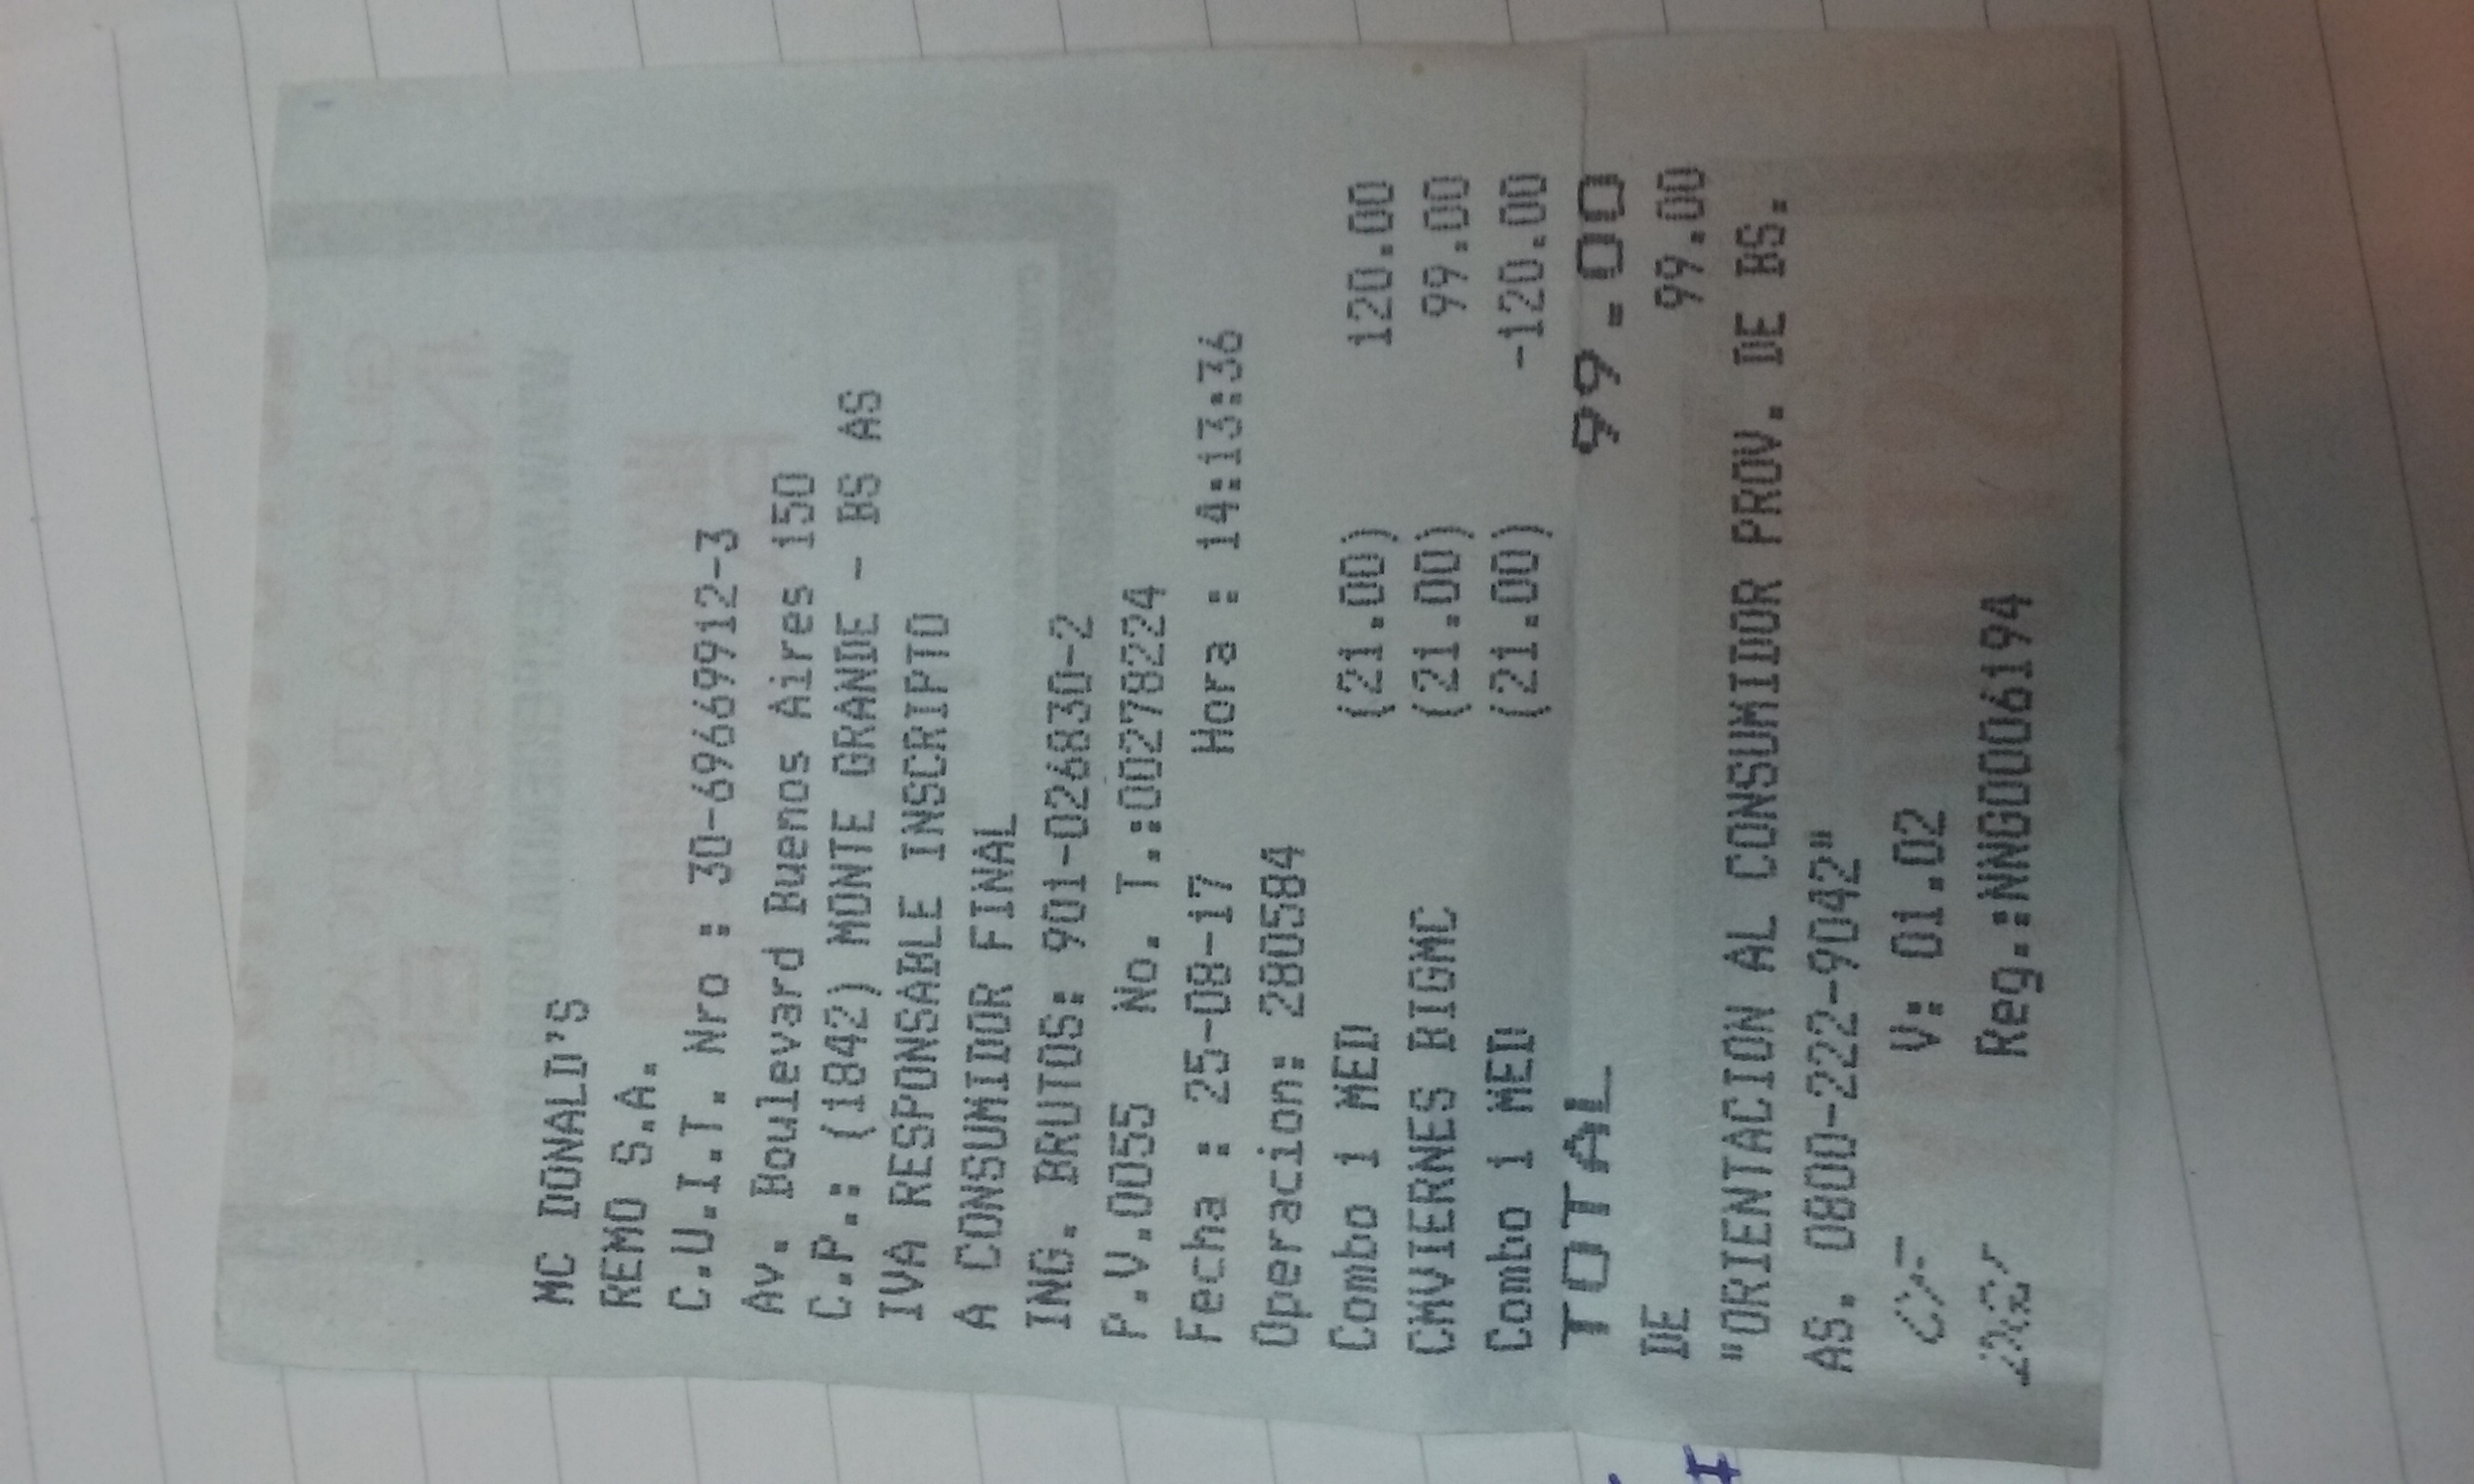 MC DONALD'S
REMO S.A.
C.U.I.T. Nro : 30-69669912-3
Av. Boulevard Buenos Aires 150
C.P.: (1842) MONTE GRANDE - BS AS
IVA RESPONSABLE INSCRIPTO
A CONSUMIDOR FINAL
ING. BRUTOS: 901-026830-2
P.V.0055 No. T.:00278224
Fecha : 25-08-17 Hora : 14:13:36
Operacion: 280584
Combo 1 MED (21.00) 120.00
CMVIERNES BIGMC (21.00) 99.00
Combo 1 MED (21.00) -120.00
TOTAL 99.00
DE 99.00
"ORIENTACION AL CONSUMIDOR PROV. DE BS.
AS. 0800-222-9042"
CF V: 01.02
Reg.:NNG0006194